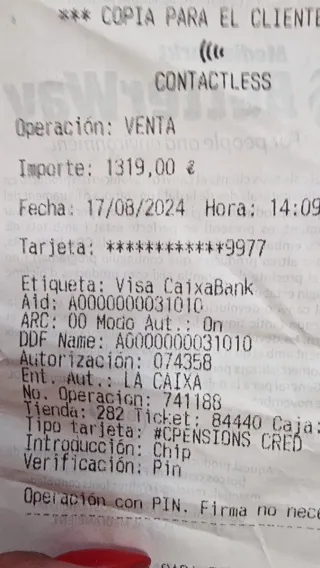 *** COPIA PARA EL CLIENTE
CONTACTLESS
Operación: VENTA
Importe: 1319,00 €
Fecha: 17/08/2024 Hora: 14:09
Tarjeta: ************9977
Etiqueta: Visa CaixaBank
Aid: A0000000031010
ARC: 00 Modo Aut.: On
DDF Name: A0000000031010
Autorización: 074358
Ent. Aut.: LA CAIXA
No. Operacion: 741188
Tienda: 282 Ticket: 84440 Caja:
Tipo tarjeta: #CPENSIONS CRED
Introducción: Chip
Verificación: Pin
Operación con PIN. Firma no nece